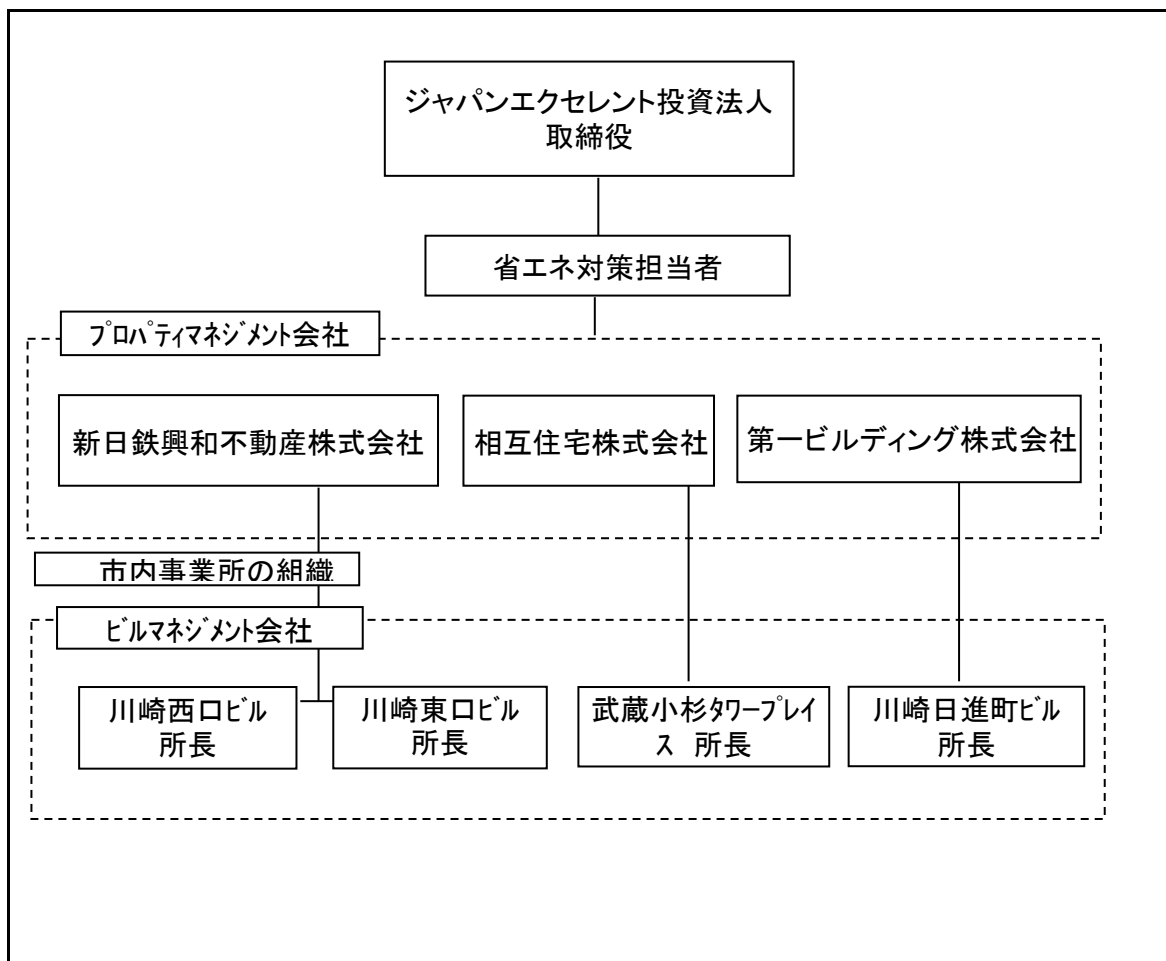 ジャパンエクセレント投資法人
取締役
省エネ対策担当者
ﾌﾟﾛﾊﾟﾃｨﾏﾈｼﾞﾒﾝﾄ会社
新日鉄興和不動産株式会社
相互住宅株式会社
第一ビルディング株式会社
市内事業所の組織
ﾋﾞﾙﾏﾈｼﾞﾒﾝﾄ会社
川崎西口ﾋﾞﾙ
所長
川崎東口ﾋﾞﾙ
所長
武蔵小杉ﾀﾜｰﾌﾟﾚｲ
ｽ 所長
川崎日進町ﾋﾞﾙ
所長